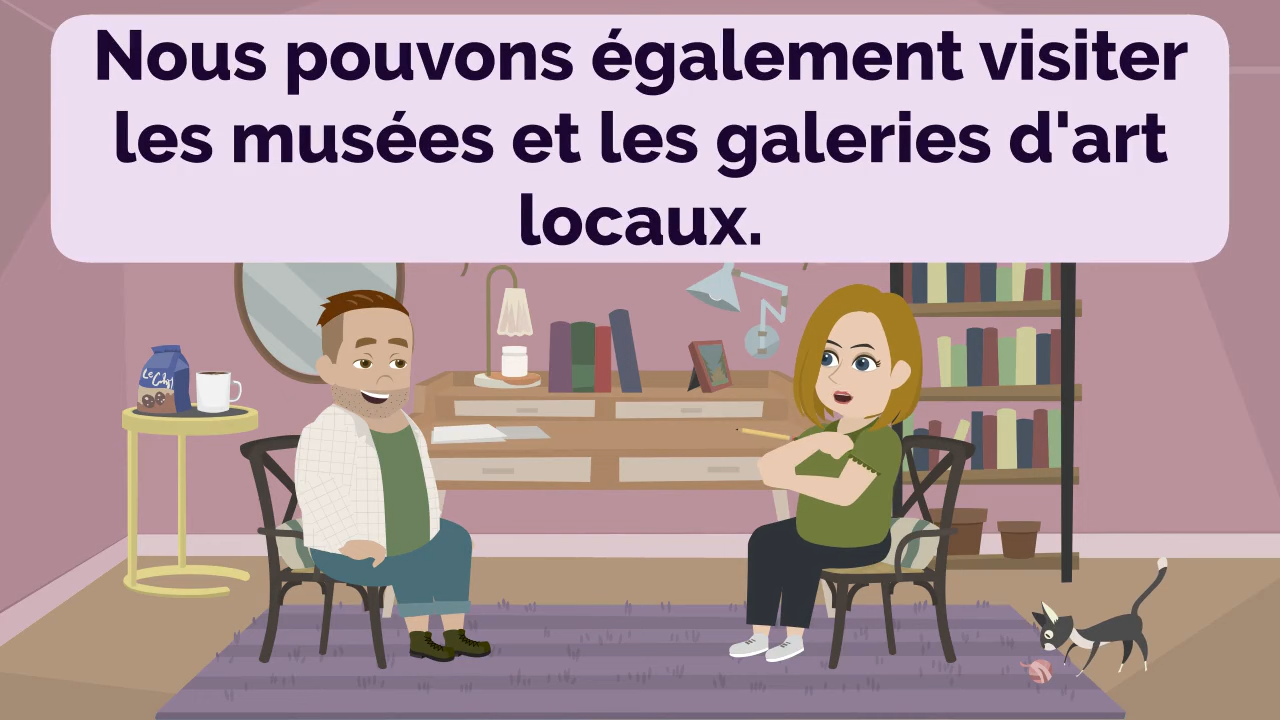 Nous pouvons également visiter
les musées et les galeries d'art
locaux.